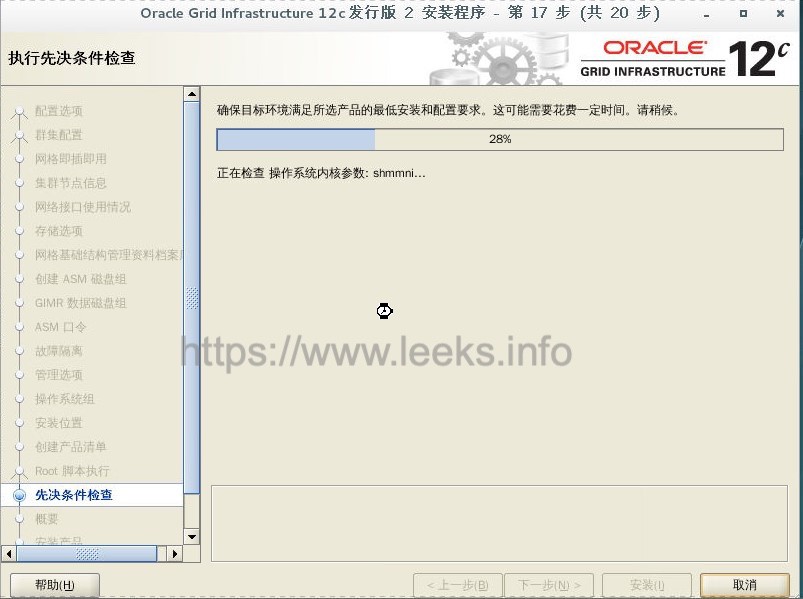 Oracle Grid Infrastructure 12c 发行版 2 安装程序 - 第 17 步 (共 20 步)
执行先决条件检查
ORACLE
GRID INFRASTRUCTURE 12c
配置选项
群集配置
网格即插即用
集群节点信息
网络接口使用情况
存储选项
网格基础结构管理资料档案
创建 ASM 磁盘组
GIMR 数据磁盘组
ASM 口令
故障隔离
管理选项
操作系统组
安装位置
创建产品清单
Root 脚本执行
先决条件检查
概要
安装产品
确保目标环境满足所选产品的最低安装和配置要求。这可能需要花费一定时间。请稍候。
28%
正在检查 操作系统内核参数: shmmni...
https://www.leeks.info
帮助(H)
< 上一步(B)
下一步(N) >
安装(I)
取消